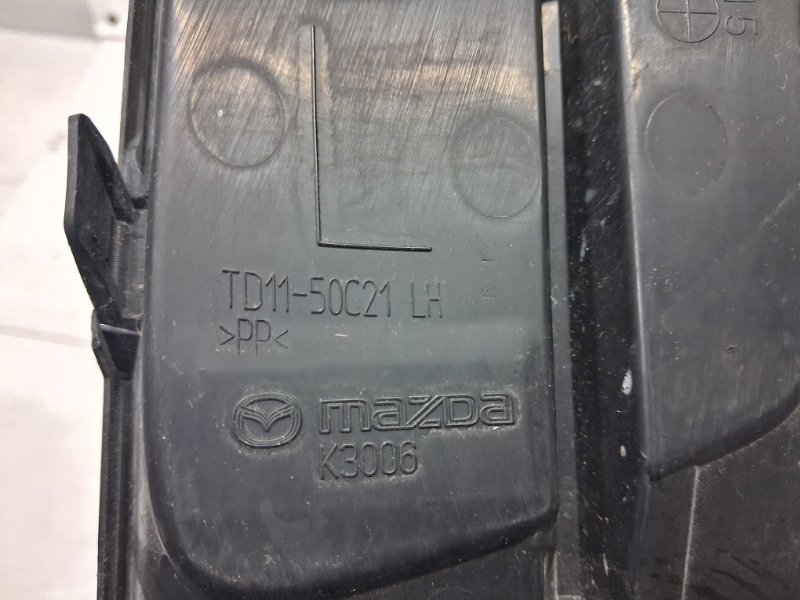 L
TD11-50C21 LH
>PP<
mazda
K3006